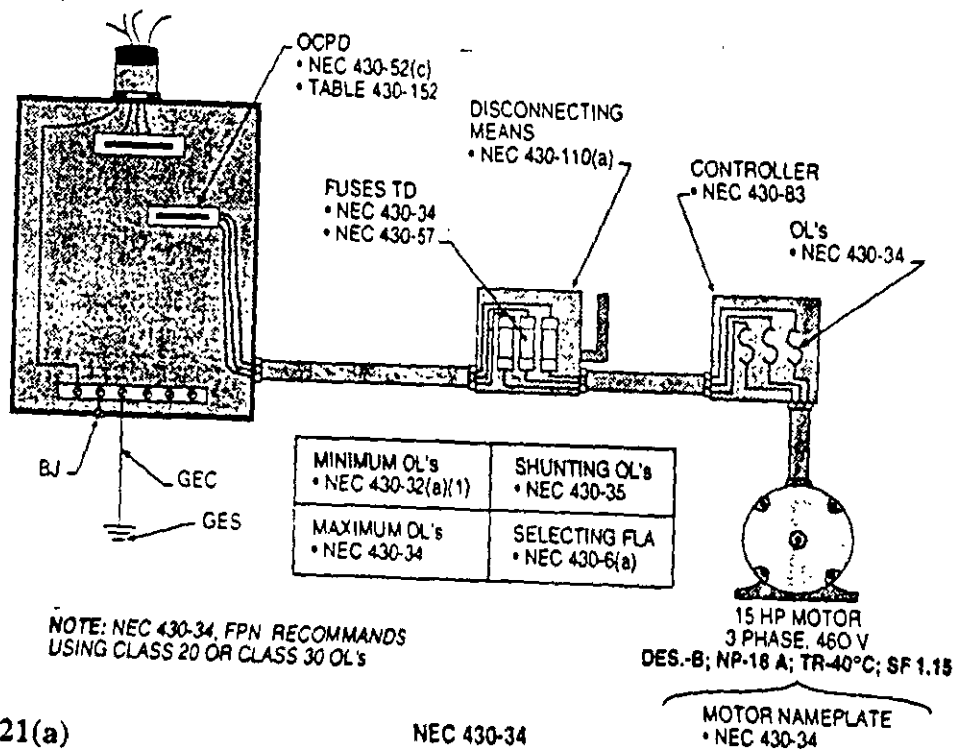 OCPD
• NEC 430-52(c)
• TABLE 430-152
DISCONNECTING
MEANS
• NEC 430-110(a)
CONTROLLER
• NEC 430-83
FUSES TD
• NEC 430-34
• NEC 430-57
OL's
• NEC 430-34
BJ
GEC
GES
MINIMUM OL's
• NEC 430-32(a)(1)
SHUNTING OL's
• NEC 430-35
MAXIMUM OL's
• NEC 430-34
SELECTING FLA
• NEC 430-6(a)
15 HP MOTOR
3 PHASE, 460 V
DES.-B; NP-18 A; TR-40°C; SF 1.15
NOTE: NEC 430-34, FPN RECOMMANDS
USING CLASS 20 OR CLASS 30 OL's
MOTOR NAMEPLATE
• NEC 430-34
21(a)
NEC 430-34